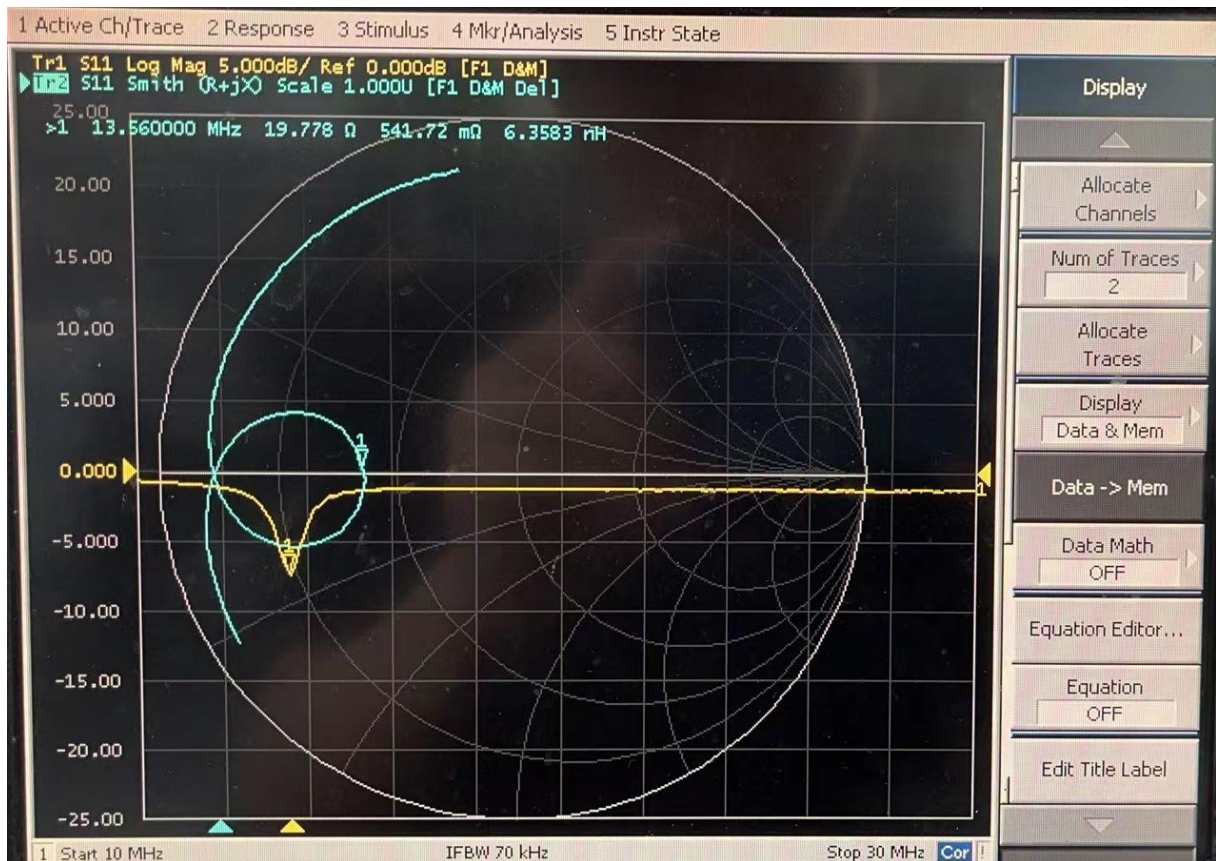 1 Active Ch/Trace 2 Response 3 Stimulus 4 Mkr/Analysis 5 Instr State
Tr1 S11 Log Mag 5.000dB/ Ref 0.000dB [F1 D&M]
Tr2 S11 Smith (R+jX) Scale 1.000U [F1 D&M Del]
25.00
>1 13.560000 MHz 19.778 Ω 541.72 mΩ 6.3583 nH
20.00
15.00
10.00
5.000
0.000
-5.000
-10.00
-15.00
-20.00
-25.00
1
1
1
1 Start 10 MHz IFBW 70 kHz Stop 30 MHz Cor !
Display
Allocate
Channels
Num of Traces
2
Allocate
Traces
Display
Data & Mem
Data -> Mem
Data Math
OFF
Equation Editor...
Equation
OFF
Edit Title Label